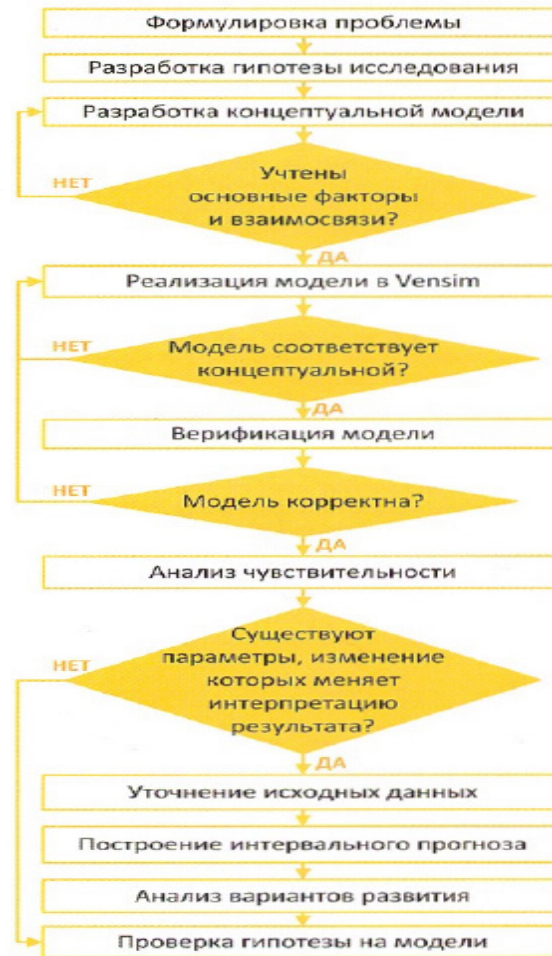 Формулировка проблемы
Разработка гипотезы исследования
Разработка концептуальной модели
НЕТ
Учтены
основные факторы
и взаимосвязи?
ДА
Реализация модели в Vensim
НЕТ
Модель соответствует
концептуальной?
ДА
Верификация модели
НЕТ
Модель корректна?
ДА
Анализ чувствительности
Существуют
НЕТ
параметры, изменение
которых меняет
интерпретацию
результата?
ДА
Уточнение исходных данных
Построение интервального прогноза
Анализ вариантов развития
Проверка гипотезы на модели